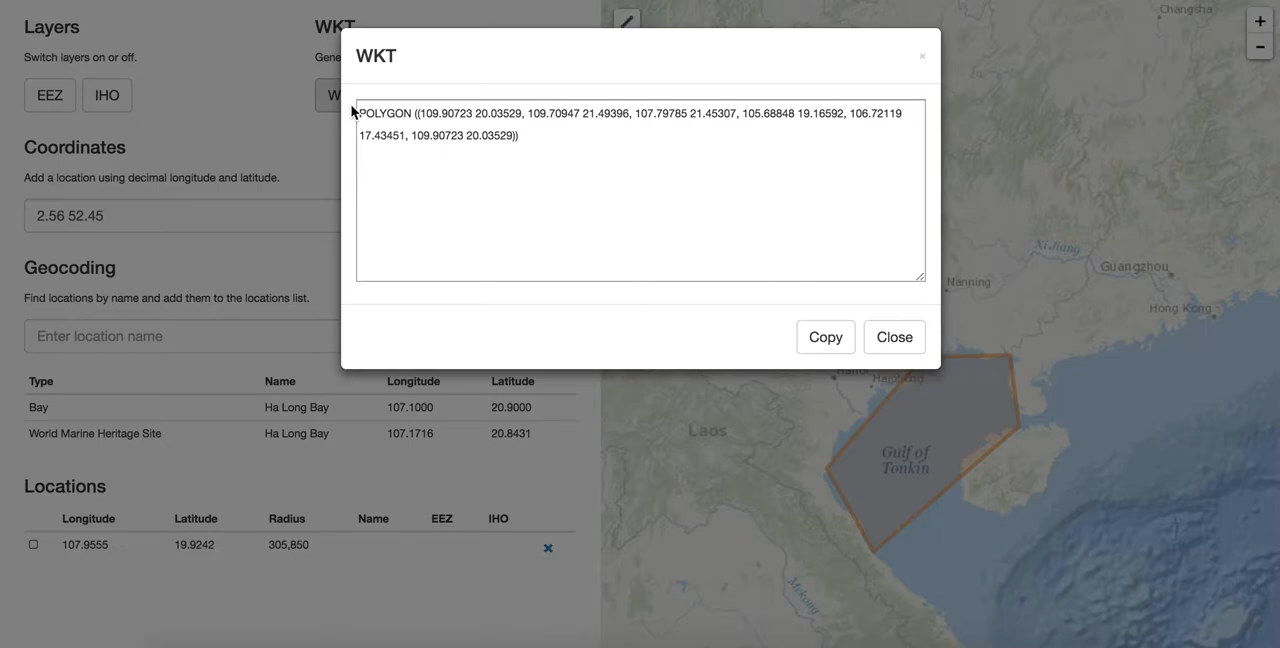 Layers
WKT
Switch layers on or off.
Gene
EEZ
IHO
W
Coordinates
Add a location using decimal longitude and latitude.
2.56 52.45
Geocoding
Find locations by name and add them to the locations list.
Enter location name
Type Name Longitude Latitude
Bay Ha Long Bay 107.1000 20.9000
World Marine Heritage Site Ha Long Bay 107.1716 20.8431
Locations
Longitude Latitude Radius Name EEZ IHO
107.9555 19.9242 305,850
WKT
×
POLYGON ((109.90723 20.03529, 109.70947 21.49396, 107.79785 21.45307, 105.68848 19.16592, 106.72119
17.43451, 109.90723 20.03529))
Copy
Close
+
−
Changsha
Xi Jiang
Guangzhou
Nanning
Hong Kong
Haiphong
Laos
Gulf of
Tonkin
Mekong